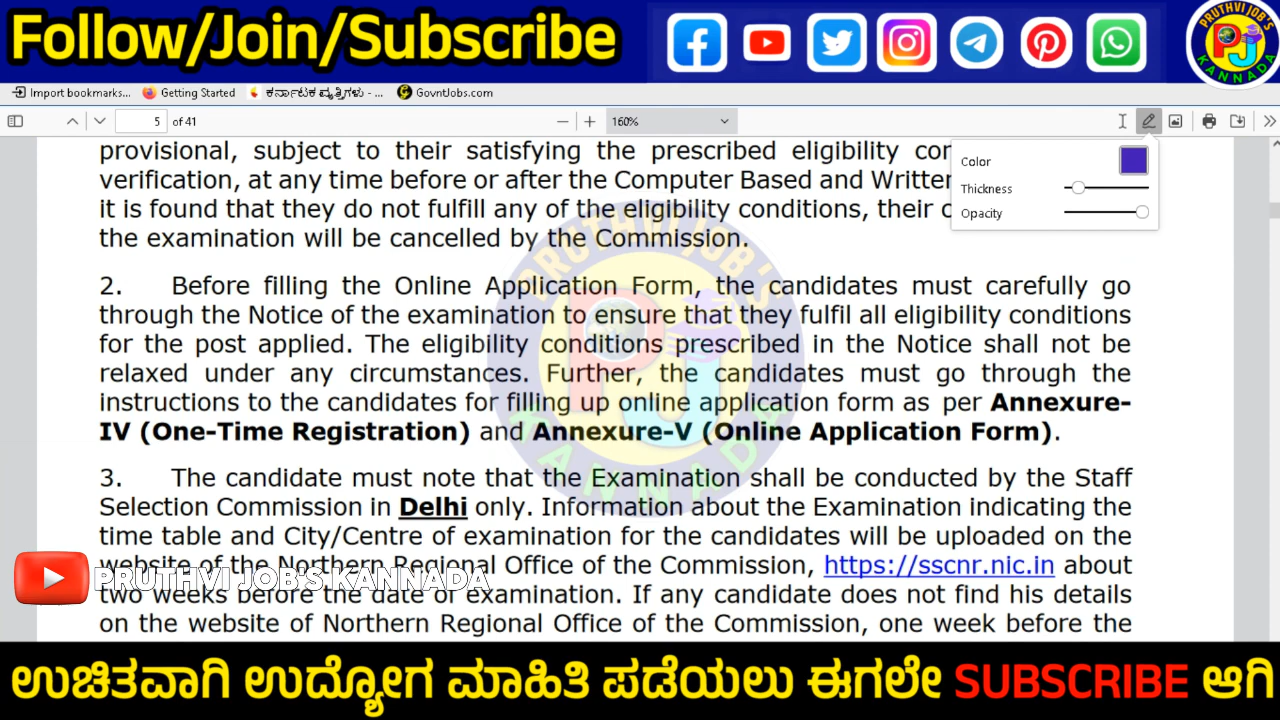 Follow/Join/Subscribe
PRUTHVI JOB'S
PJ
KANNADA
Import bookmarks... Getting Started ಕರ್ನಾಟಕ ವೃತ್ತಿಗಳು - ... GovntJobs.com
5 of 41 160%
Color
Thickness
Opacity
provisional, subject to their satisfying the prescribed eligibility
verification, at any time before or after the Computer Based and Written
it is found that they do not fulfill any of the eligibility conditions, their
the examination will be cancelled by the Commission.
2. Before filling the Online Application Form, the candidates must carefully go
through the Notice of the examination to ensure that they fulfil all eligibility conditions
for the post applied. The eligibility conditions prescribed in the Notice shall not be
relaxed under any circumstances. Further, the candidates must go through the
instructions to the candidates for filling up online application form as per Annexure-
IV (One-Time Registration) and Annexure-V (Online Application Form).
3. The candidate must note that the Examination shall be conducted by the Staff
Selection Commission in Delhi only. Information about the Examination indicating the
time table and City/Centre of examination for the candidates will be uploaded on the
website of the Northern Regional Office of the Commission, https://sscnr.nic.in about
PRUTHVI JOB'S KANNADA
two weeks before the date of examination. If any candidate does not find his details
on the website of Northern Regional Office of the Commission, one week before the
PRUTHVI JOB'S
PJ
KANNADA
ಉಚಿತವಾಗಿ ಉದ್ಯೋಗ ಮಾಹಿತಿ ಪಡೆಯಲು ಈಗಲೇ SUBSCRIBE ಆಗಿ